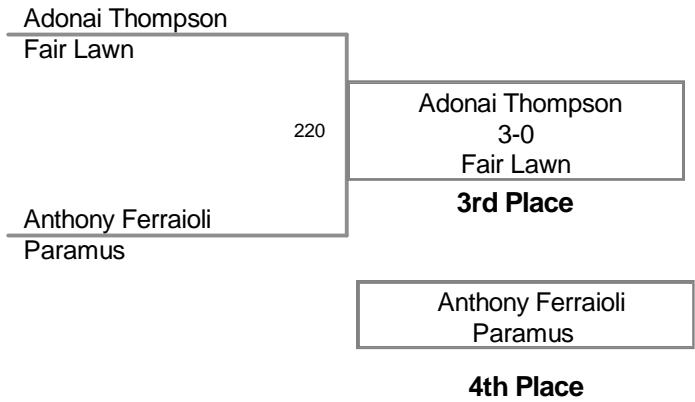 Adonai Thompson
Fair Lawn
220
Adonai Thompson
3-0
Fair Lawn
3rd Place
Anthony Ferraioli
Paramus
Anthony Ferraioli
Paramus
4th Place